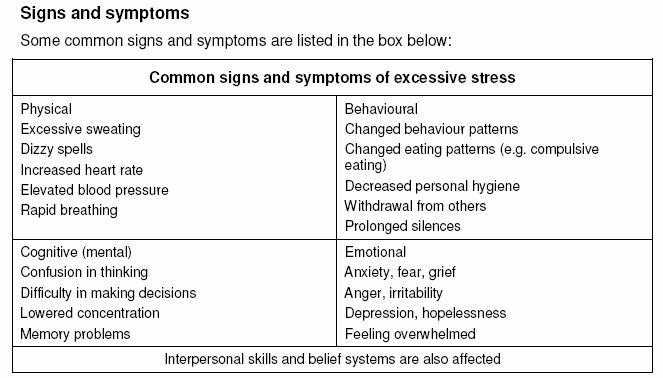 Signs and symptoms
Some common signs and symptoms are listed in the box below:
Common signs and symptoms of excessive stress
Physical
Excessive sweating
Dizzy spells
Increased heart rate
Elevated blood pressure
Rapid breathing
Behavioural
Changed behaviour patterns
Changed eating patterns (e.g. compulsive
eating)
Decreased personal hygiene
Withdrawal from others
Prolonged silences
Cognitive (mental)
Confusion in thinking
Difficulty in making decisions
Lowered concentration
Memory problems
Emotional
Anxiety, fear, grief
Anger, irritability
Depression, hopelessness
Feeling overwhelmed
Interpersonal skills and belief systems are also affected